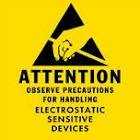 ATTENTION
OBSERVE PRECAUTIONS
FOR HANDLING
ELECTROSTATIC
SENSITIVE
DEVICES